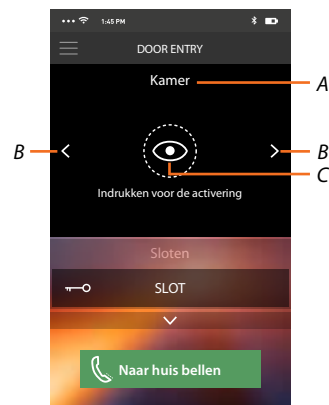 1:45 PM
DOOR ENTRY
Kamer
A
B
B
C
Indrukken voor de activering
Sloten
SLOT
Naar huis bellen